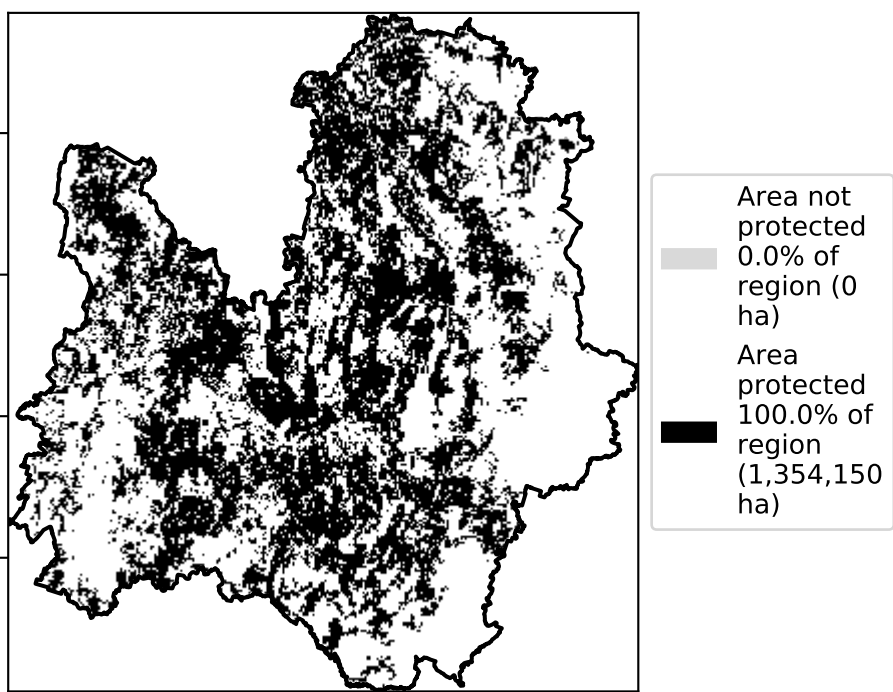 Area not
protected
0.0% of
region (0
ha)
Area
protected
100.0% of
region
(1,354,150
ha)